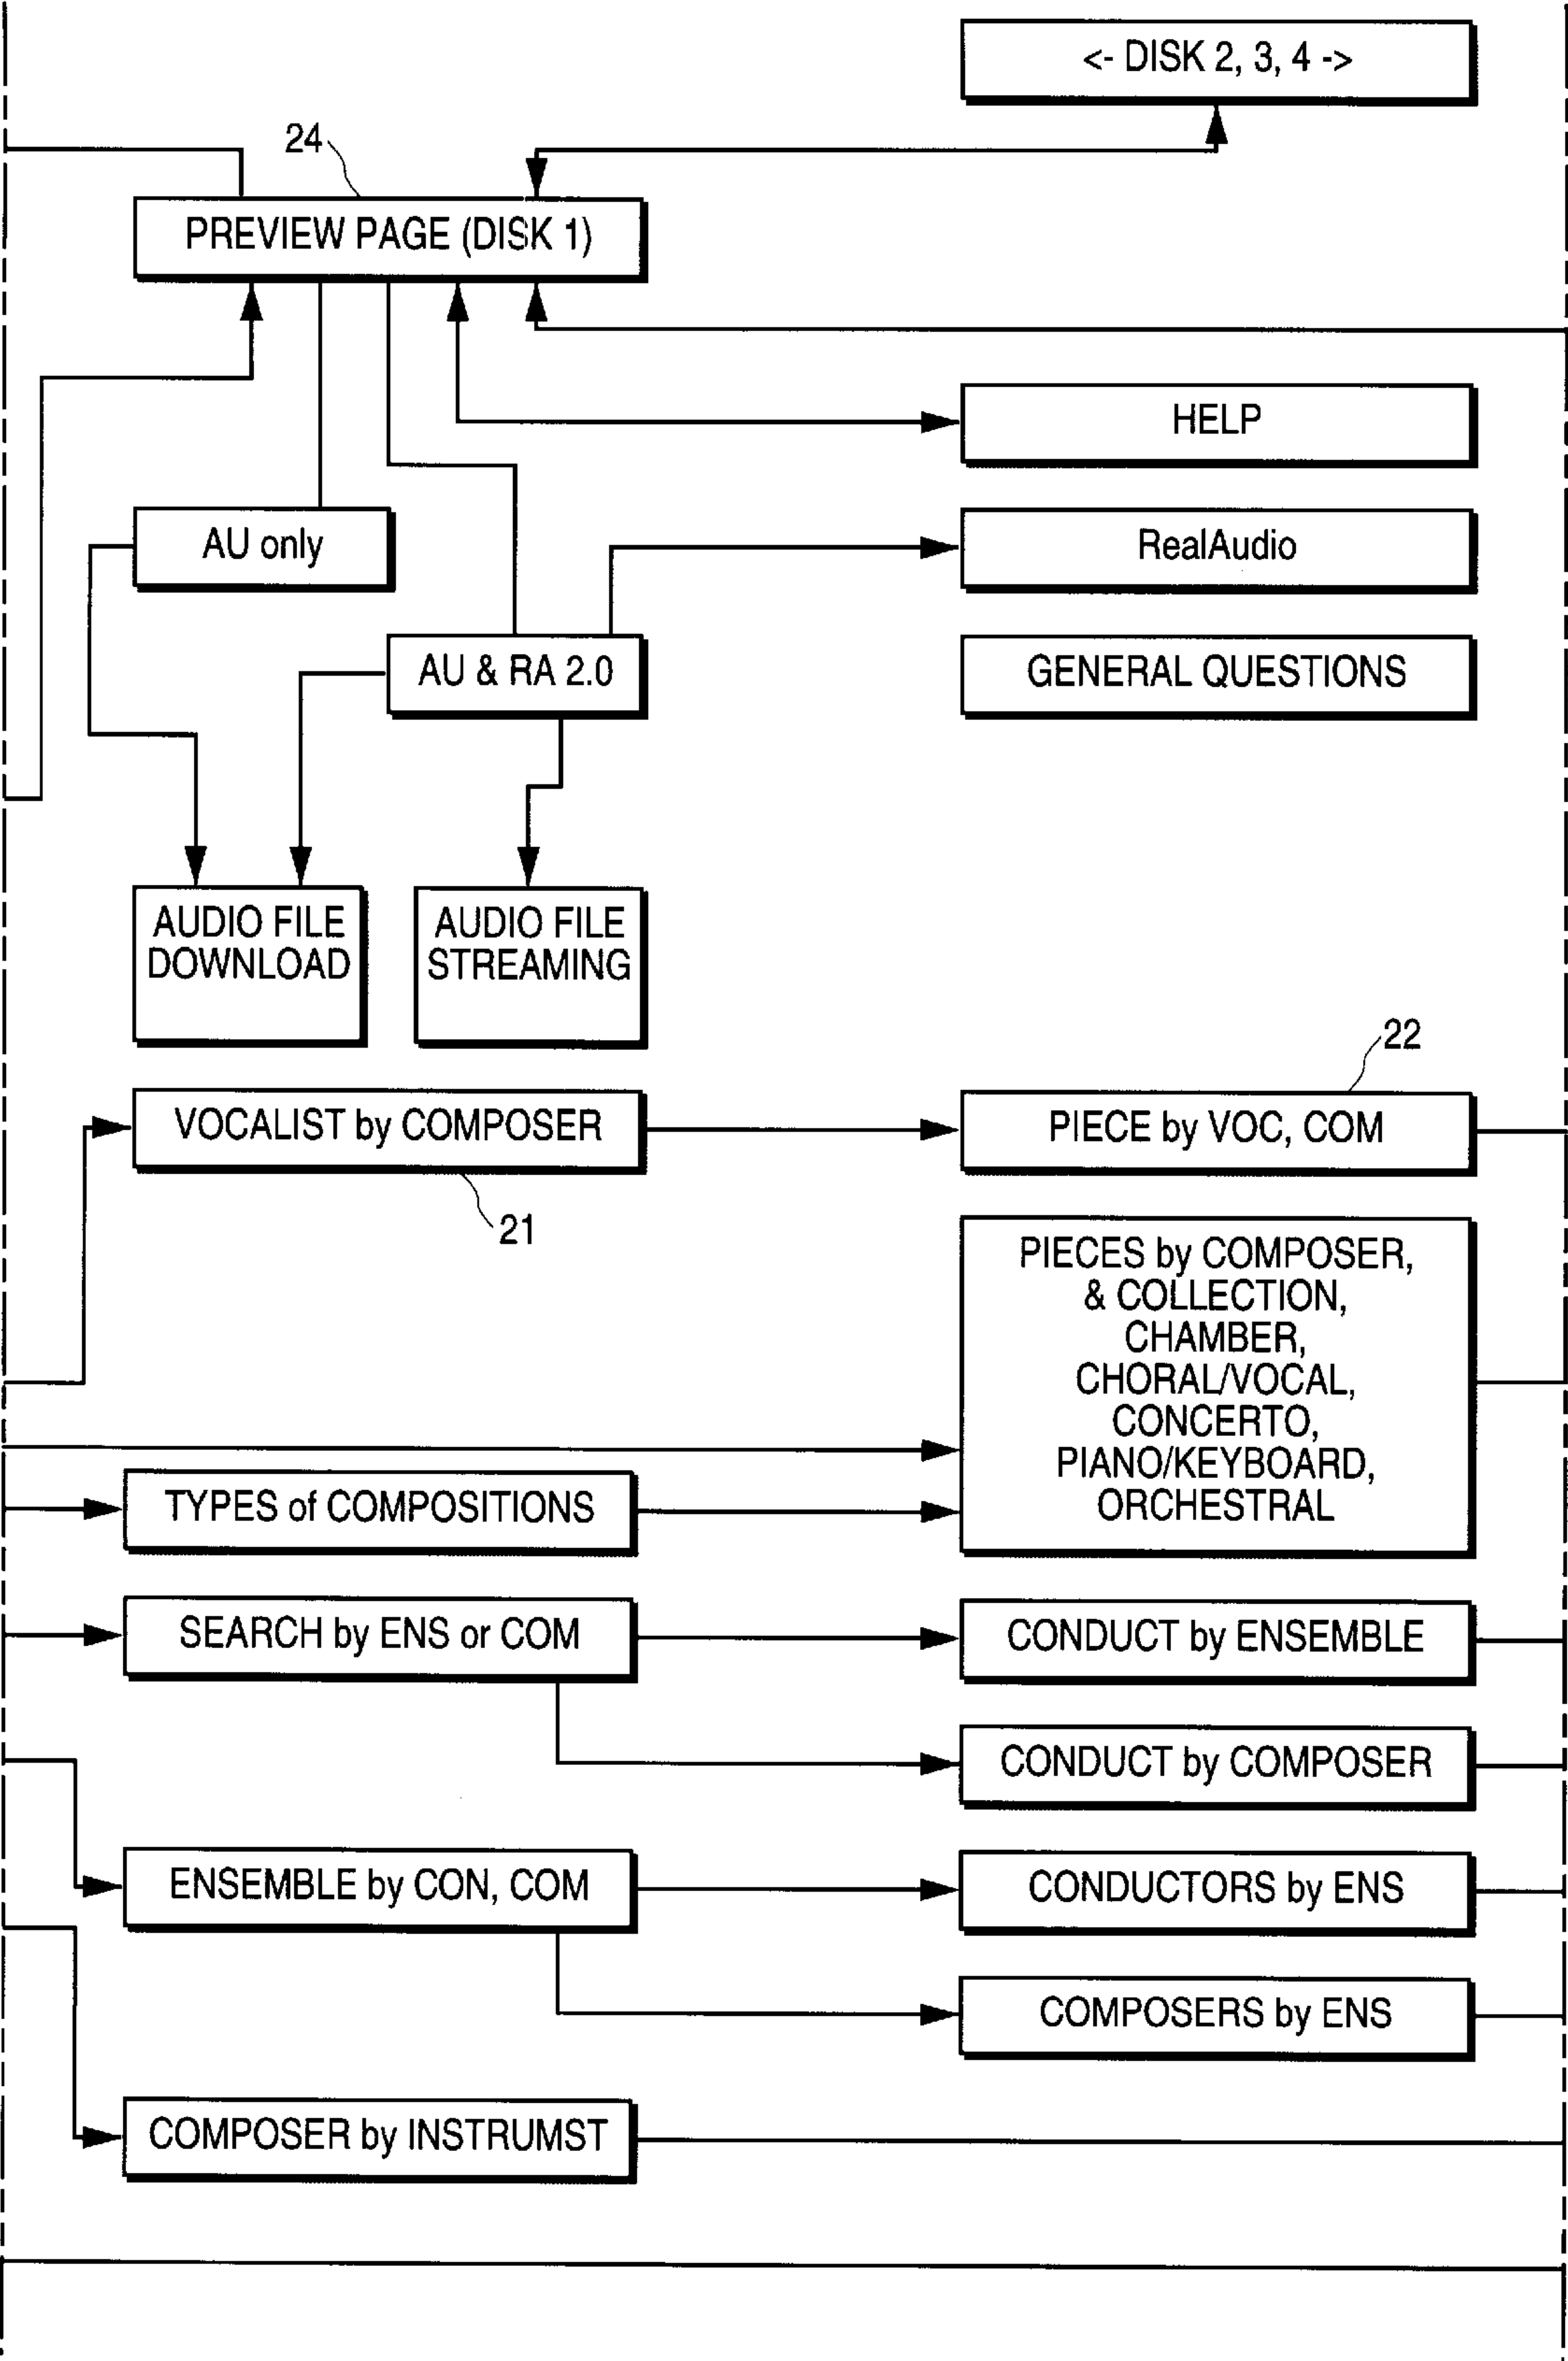 <- DISK 2, 3, 4 ->
24
PREVIEW PAGE (DISK 1)
HELP
AU only
RealAudio
AU & RA 2.0
GENERAL QUESTIONS
AUDIO FILE
DOWNLOAD
AUDIO FILE
STREAMING
22
VOCALIST by COMPOSER
PIECE by VOC, COM
21
PIECES by COMPOSER,
& COLLECTION,
CHAMBER,
CHORAL/VOCAL,
CONCERTO,
PIANO/KEYBOARD,
ORCHESTRAL
TYPES of COMPOSITIONS
SEARCH by ENS or COM
CONDUCT by ENSEMBLE
CONDUCT by COMPOSER
ENSEMBLE by CON, COM
CONDUCTORS by ENS
COMPOSERS by ENS
COMPOSER by INSTRUMST